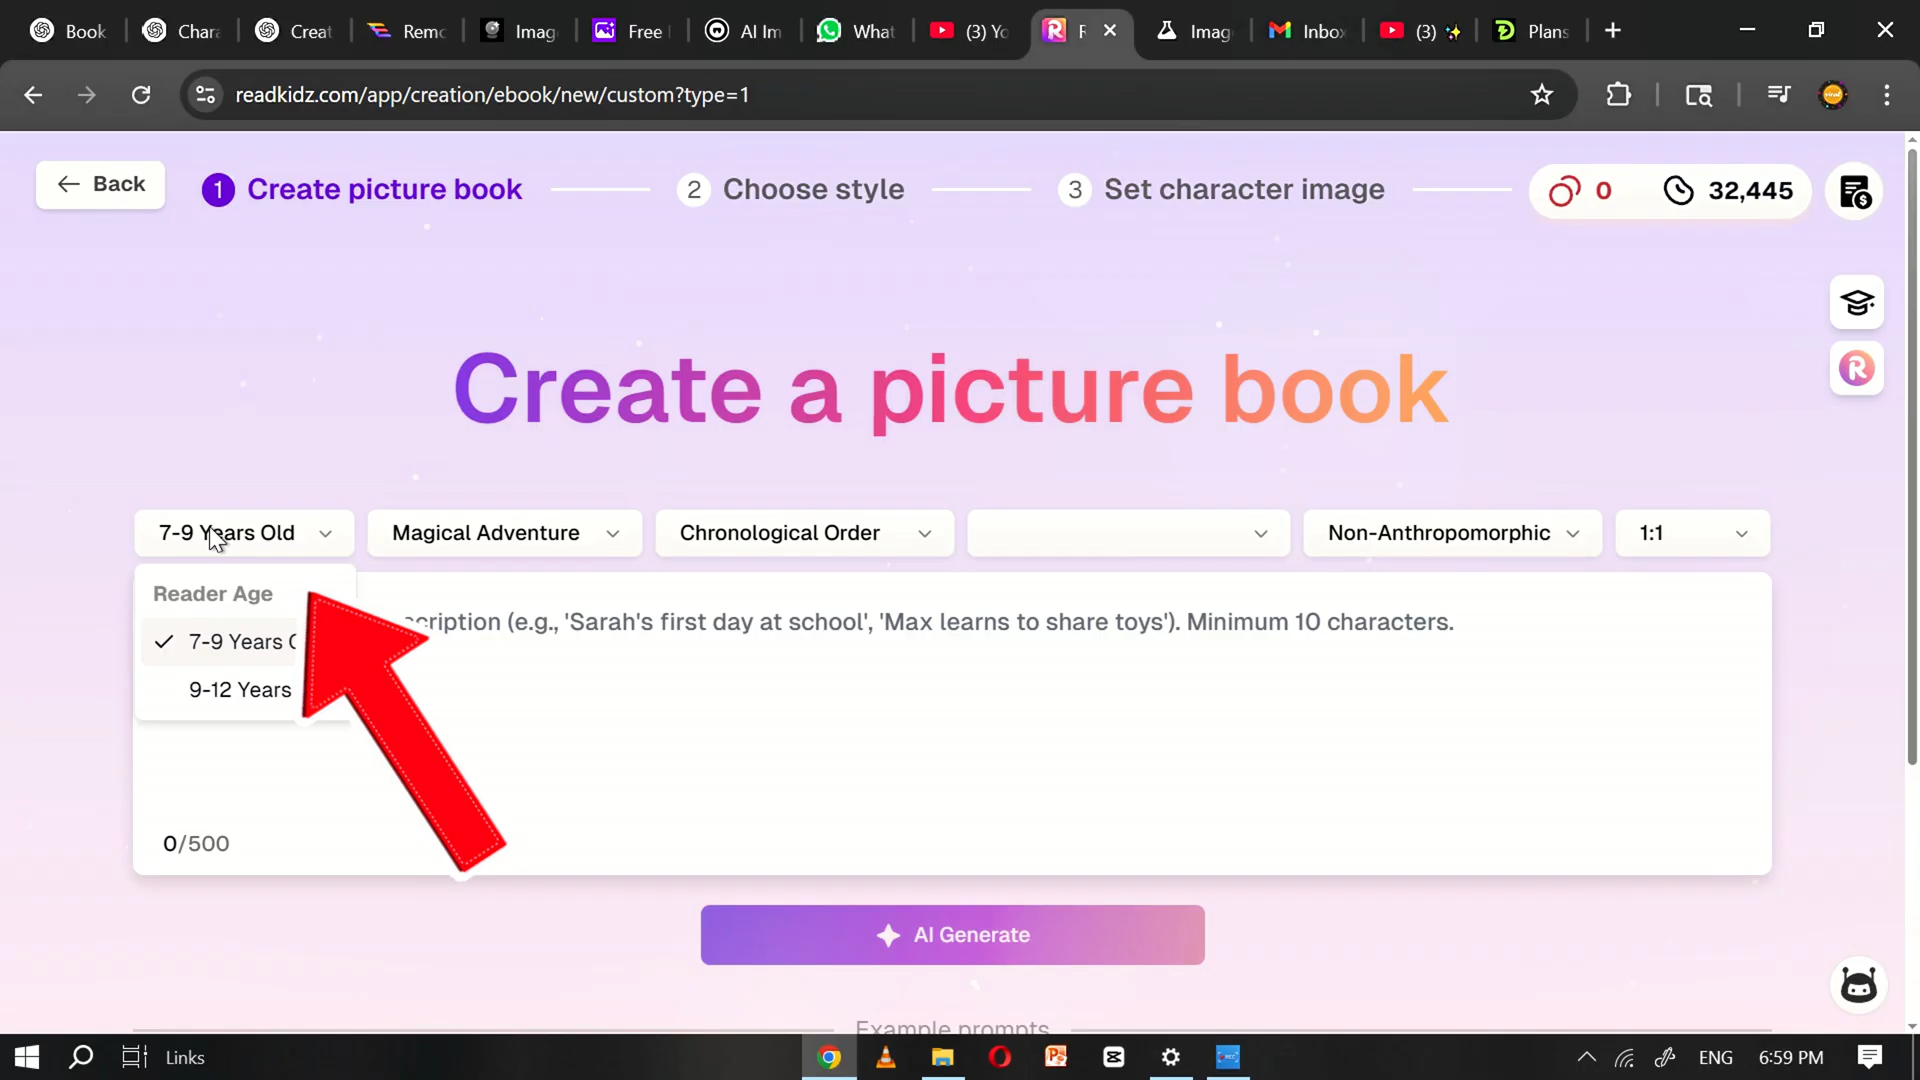 Book
Chara
Creat
Remo
Imag
Free
AI Im
What
(3) Yo
Imag
Inbox
(3) ✨
Plans
readkidz.com/app/creation/ebook/new/custom?type=1
Back
1 Create picture book
2 Choose style
3 Set character image
0
32,445
Create a picture book
7-9 Years Old
Magical Adventure
Chronological Order
Non-Anthropomorphic
1:1
Reader Age
cription (e.g., 'Sarah's first day at school', 'Max learns to share toys'). Minimum 10 characters.
7-9 Years
9-12 Years
0/500
AI Generate
Example prompts
Links
ENG
6:59 PM